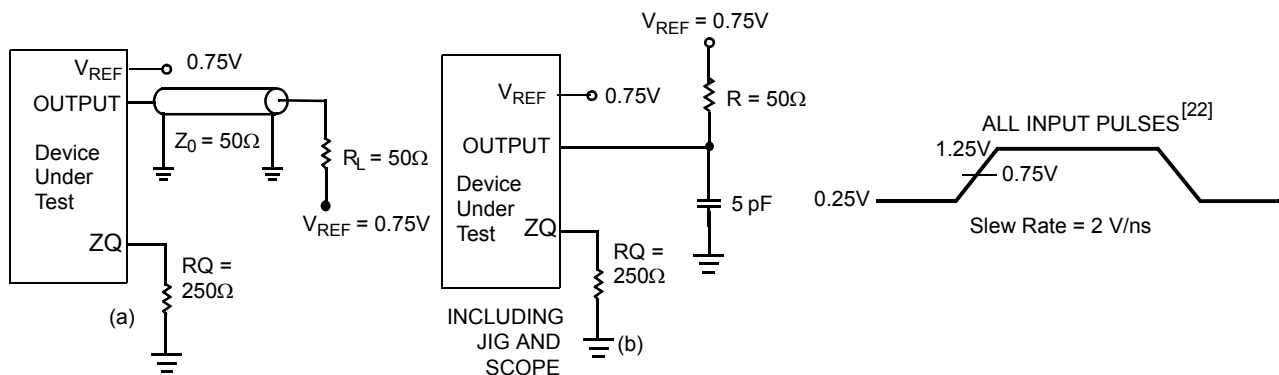 V_REF
0.75V
OUTPUT
Z_0 = 50Ω
Device
Under
Test
R_L = 50Ω
V_REF = 0.75V
ZQ
RQ =
250Ω
(a)
V_REF = 0.75V
R = 50Ω
V_REF
0.75V
OUTPUT
Device
Under
Test
5 pF
ZQ
RQ =
250Ω
INCLUDING
JIG AND
SCOPE
(b)
ALL INPUT PULSES[22]
1.25V
0.75V
0.25V
Slew Rate = 2 V/ns